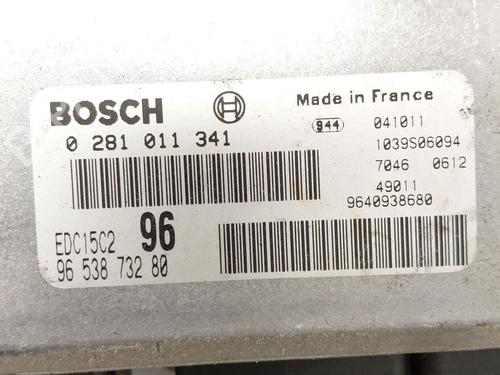 BOSCH
Made in France
0 281 011 341
944 041011
1039S06094
7046 0612
49011
9640938680
EDC15C2 96
96 538 732 80